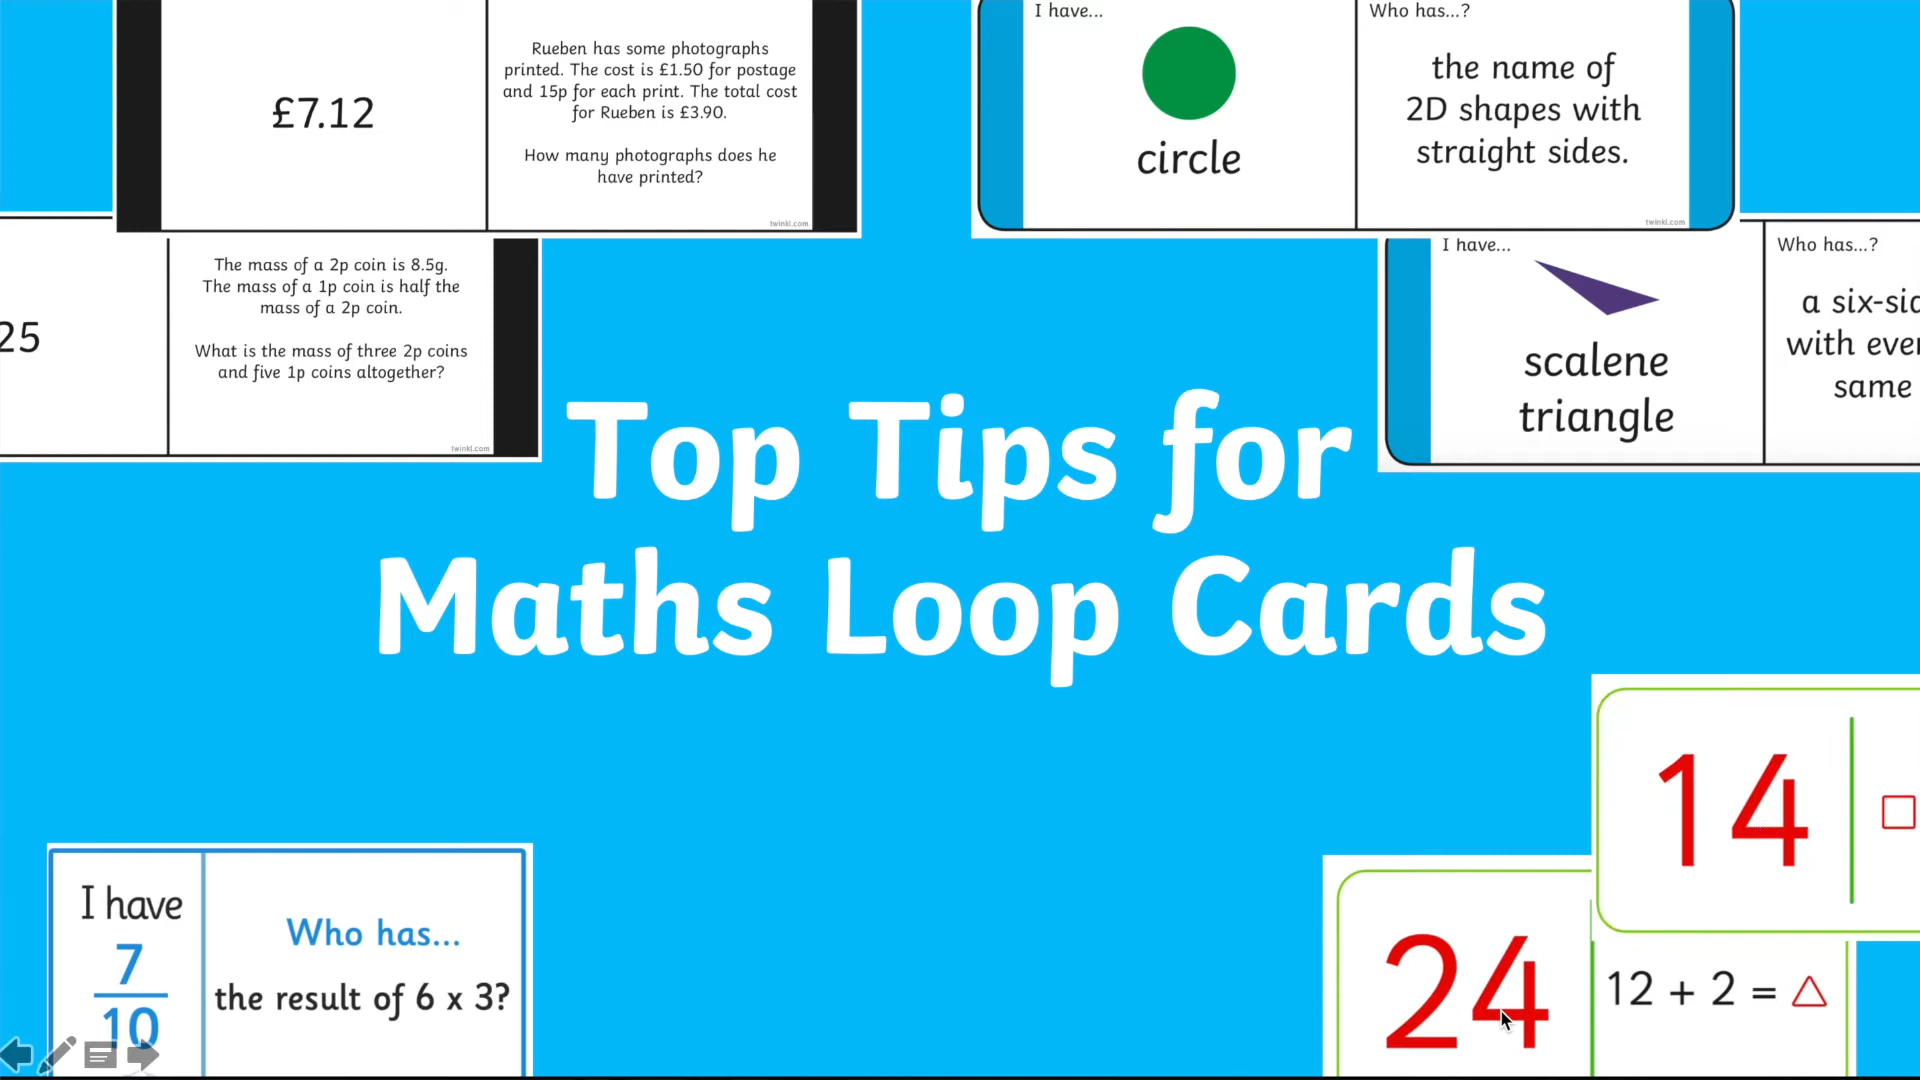 £7.12
Rueben has some photographs
printed. The cost is £1.50 for postage
and 15p for each print. The total cost
for Rueben is £3.90.
How many photographs does he
have printed?
twinkl.com
I have...
circle
Who has...?
the name of
2D shapes with
straight sides.
twinkl.com
25
The mass of a 2p coin is 8.5g.
The mass of a 1p coin is half the
mass of a 2p coin.
What is the mass of three 2p coins
and five 1p coins altogether?
twinkl.com
I have...
scalene
triangle
Who has...?
a six-sid
with ever
same
Top Tips for
Maths Loop Cards
14
24
12 + 2 = △
I have
7
10
Who has...
the result of 6 x 3?